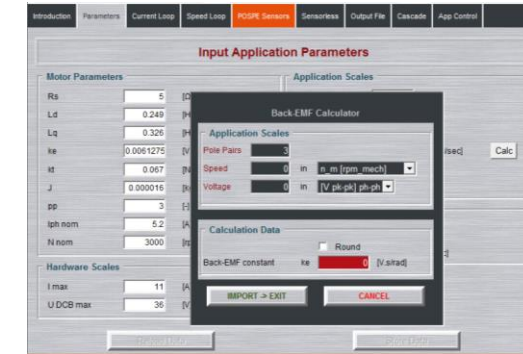 Introduction Parameters Current Loop Speed Loop POSPE Sensors Sensorless Output File Cascade App Control
Input Application Parameters
Motor Parameters
Application Scales
Rs 5
Ld 0.249
Lq 0.326
ke 0.0061275
kt 0.067
J 0.000016
pp 3
Iph nom 5.2 [A
N nom 3000
/sec] Calc
Hardware Scales
I max 11 [A
U DCB max 36 [V
Back-EMF Calculator
Application Scales
Pole Pairs 3
Speed 0 in n_m [rpm_mech]
Voltage 0 in [V pk-pk] ph-ph
Calculation Data
Round
Back-EMF constant ke 0 [V.s/rad]
IMPORT -> EXIT CANCEL